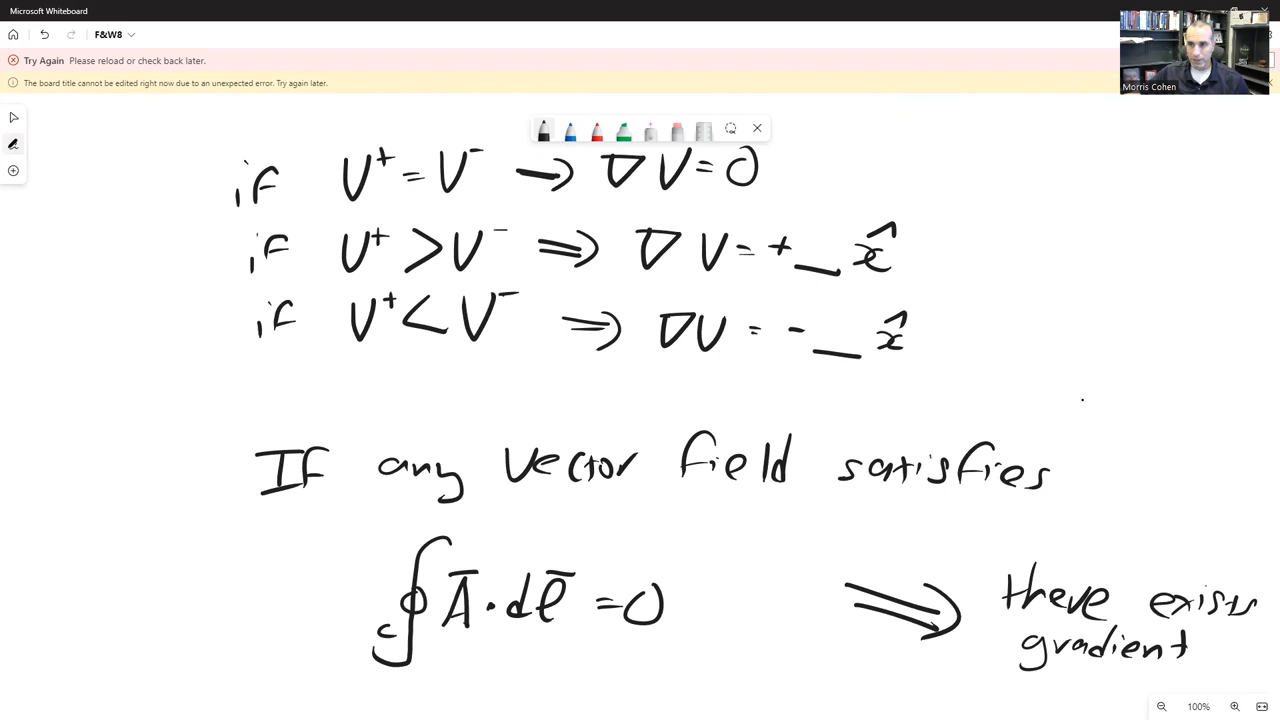 Microsoft Whiteboard
F&W8
Try Again Please reload or check back later.
The board title cannot be edited right now due to an unexpected error. Try again later.
Morris Cohen
if V⁺ = V⁻ → ∇V = 0
if V⁺ > V⁻ ⇒ ∇V = + _ x̂
if V⁺ < V⁻ ⇒ ∇V = - _ x̂
If any vector field satisfies
∮_C Ā · dℓ̄ = 0 ⇒ there exists
gradient
100%